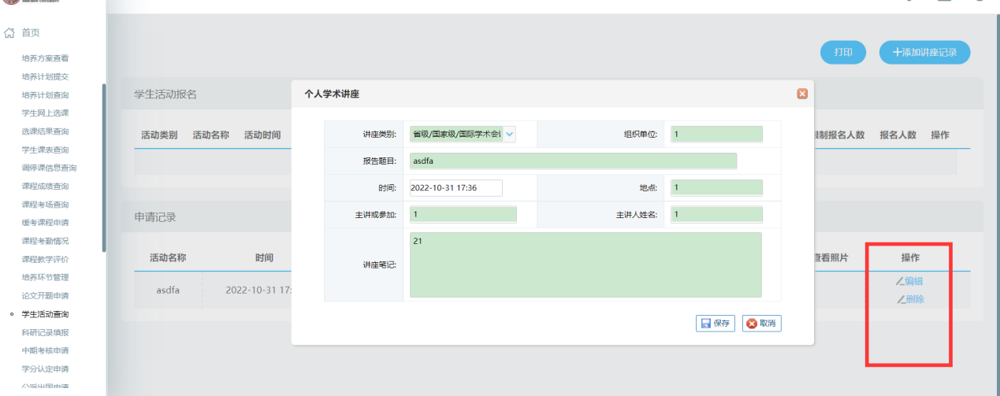 首页
培养方案查看
培养计划提交
培养计划查询
学生网上选课
选课结果查询
学生课表查询
调停课信息查询
课程成绩查询
课程考场查询
缓考课程申请
课程考勤情况
课程教学评价
培养环节管理
论文开题申请
学生活动查询
科研记录填报
中期考核申请
学分认定申请
公派出国申请
打印 +添加讲座记录
学生活动报名
活动类别 活动名称 活动时间 限制报名人数 报名人数 操作
申请记录
活动名称 时间 查看照片 操作
asdfa 2022-10-31 17: 编辑
删除
个人学术讲座
讲座类别: 省级/国家级/国际学术会 组织单位: 1
报告题目: asdfa
时间: 2022-10-31 17:36 地点: 1
主讲或参加: 1 主讲人姓名: 1
讲座笔记: 21
保存 取消